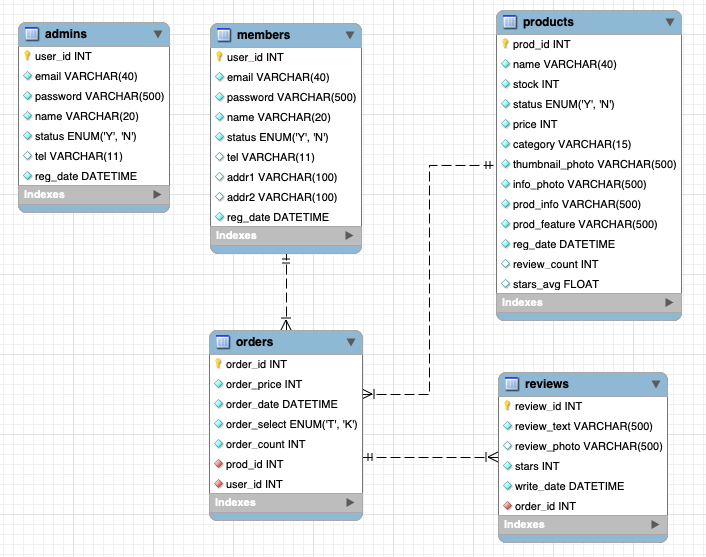 admins
user_id INT
email VARCHAR(40)
password VARCHAR(500)
name VARCHAR(20)
status ENUM('Y', 'N')
tel VARCHAR(11)
reg_date DATETIME
Indexes
members
user_id INT
email VARCHAR(40)
password VARCHAR(500)
name VARCHAR(20)
status ENUM('Y', 'N')
tel VARCHAR(11)
addr1 VARCHAR(100)
addr2 VARCHAR(100)
reg_date DATETIME
Indexes
products
prod_id INT
name VARCHAR(40)
stock INT
status ENUM('Y', 'N')
price INT
category VARCHAR(15)
thumbnail_photo VARCHAR(500)
info_photo VARCHAR(500)
prod_info VARCHAR(500)
prod_feature VARCHAR(500)
reg_date DATETIME
review_count INT
stars_avg FLOAT
Indexes
orders
order_id INT
order_price INT
order_date DATETIME
order_select ENUM('T', 'K')
order_count INT
prod_id INT
user_id INT
Indexes
reviews
review_id INT
review_text VARCHAR(500)
review_photo VARCHAR(500)
stars INT
write_date DATETIME
order_id INT
Indexes